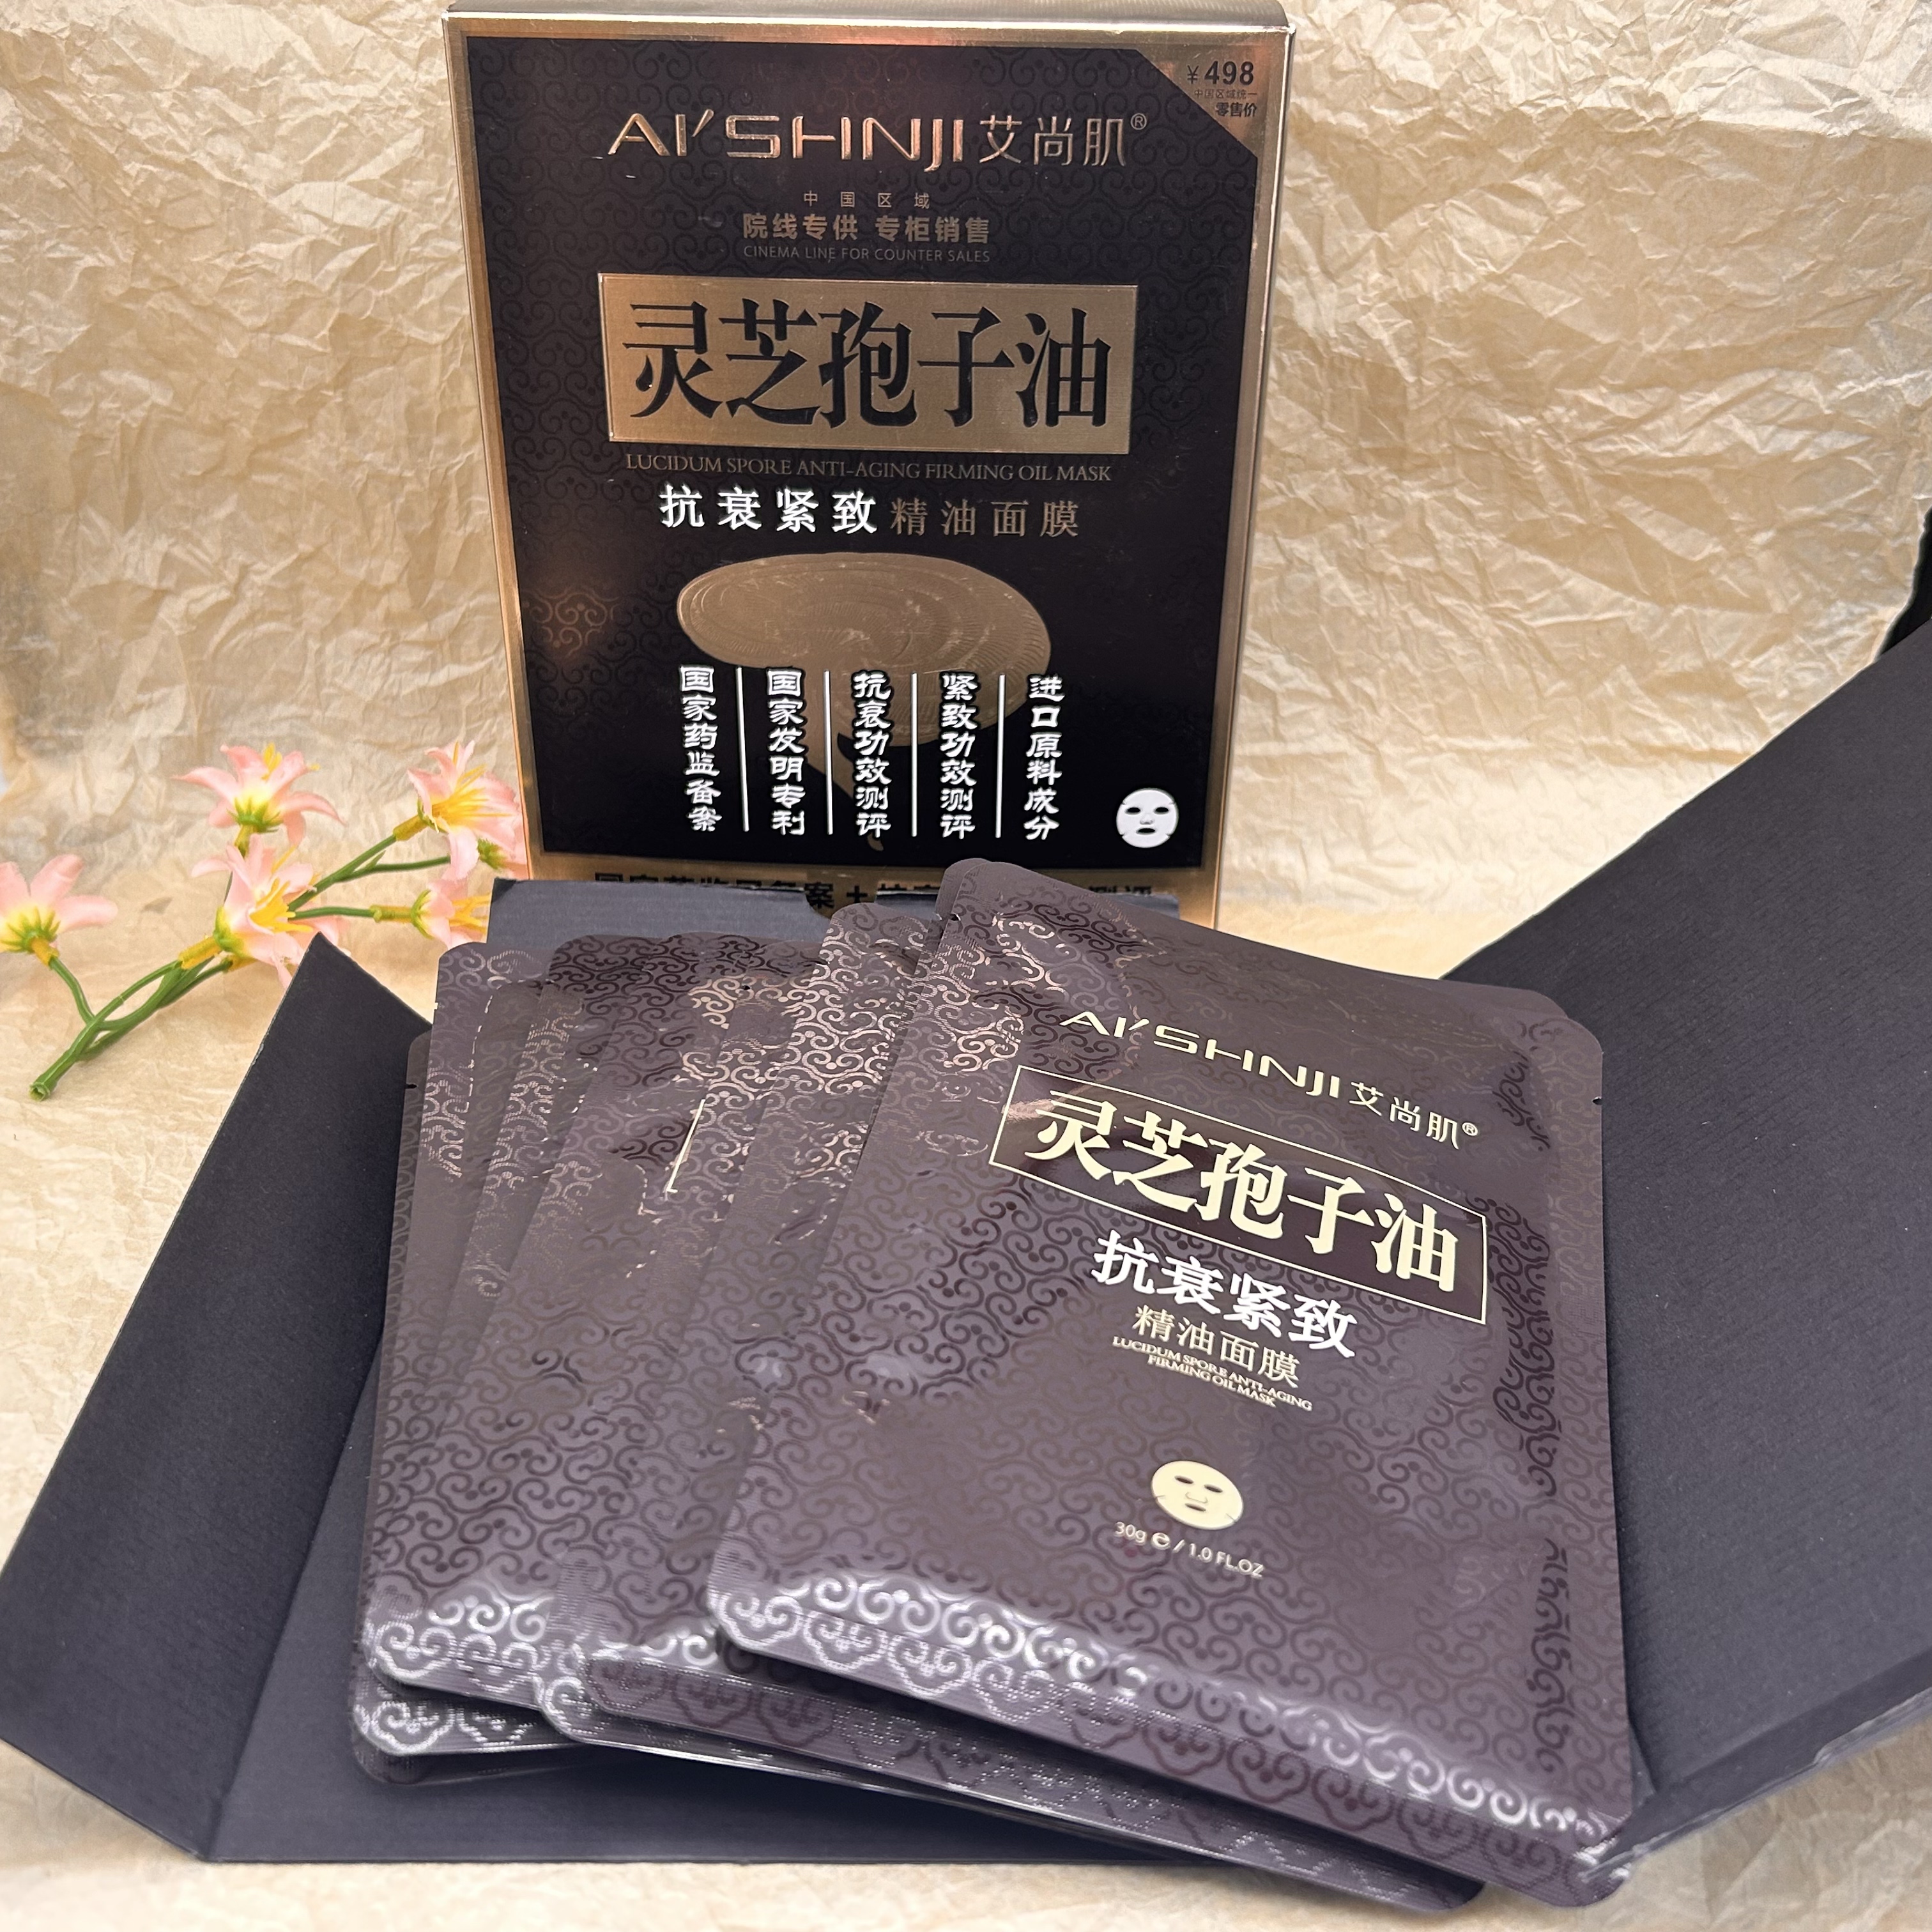 ¥498
中国区域统一
零售价
AI'SHNJI艾尚肌®
中国区域
院线专供 专柜销售
CINEMA LINE FOR COUNTER SALES
灵芝孢子油
LUCIDUM SPORE ANTI-AGING FIRMING OIL MASK
抗衰紧致精油面膜
国家药监备案
国家发明专利
抗衰功效测评
紧致功效测评
进口原料成分
AI'SHNJI艾尚肌®
灵芝孢子油
抗衰紧致
精油面膜
LUCIDUM SPORE ANTI-AGING
FIRMING OIL MASK
30g ℮ / 1.0 FL.OZ